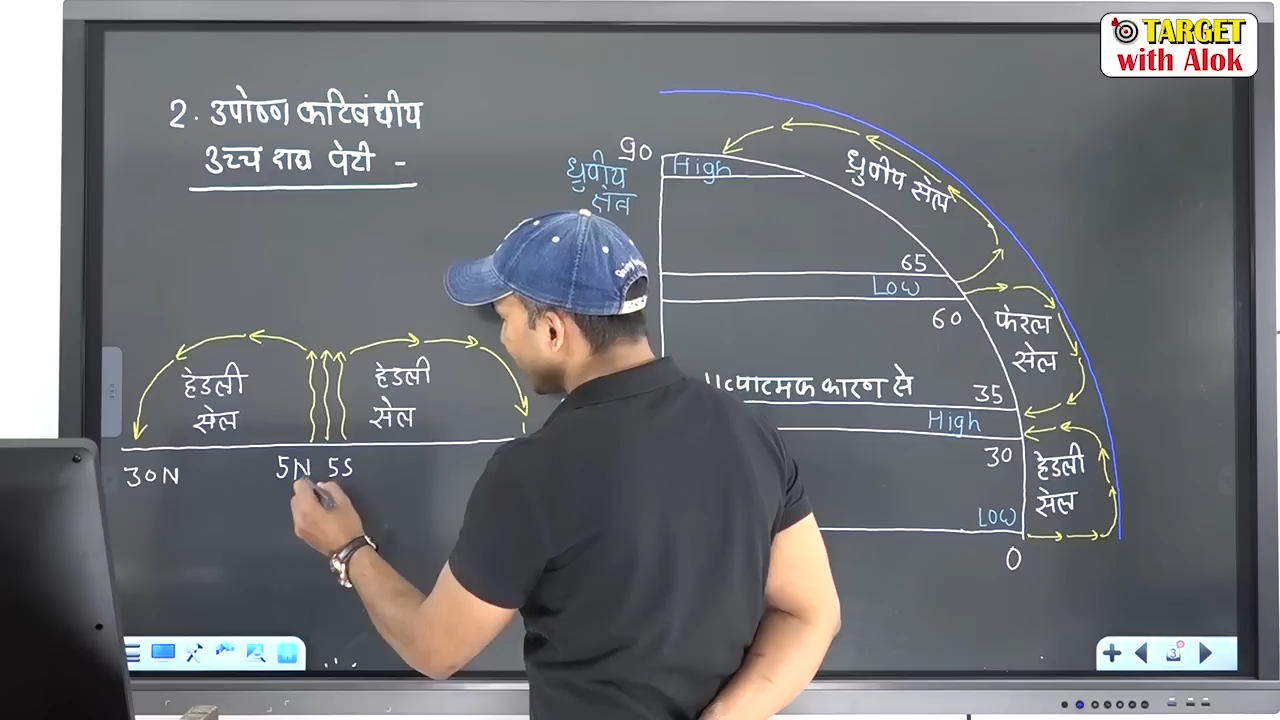 TARGET
with Alok
2. उपोष्ण कटिबंधीय
उच्च दाब पेटी -
90
High
ध्रुवीय
क्षेत्र
ध्रुवीय सेल
65
LOW
60
फेरल
सेल
कारण से
35
High
30
हेडली
सेल
LOW
0
हेडली
सेल
हेडली
सेल
30N
5N
5S
3